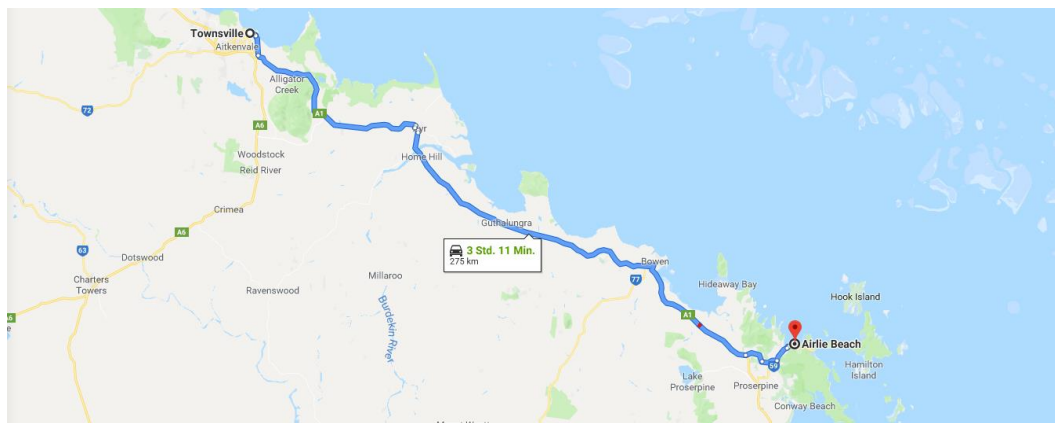 Townsville
Aitkenvale
Alligator
Creek
72
A1
A6
yr
Woodstock
Home Hill
Reid River
Crimea
Guthalungra
A6
3 Std. 11 Min.
275 km
63
Dotswood
Bowen
Charters
Towers
Millaroo
77
Ravenswood
Hideaway Bay
Hook Island
Burdekin River
A1
A6
e
Airlie Beach
59
Hamilton
Island
Lake
Proserpine
Proserpine
Conway Beach